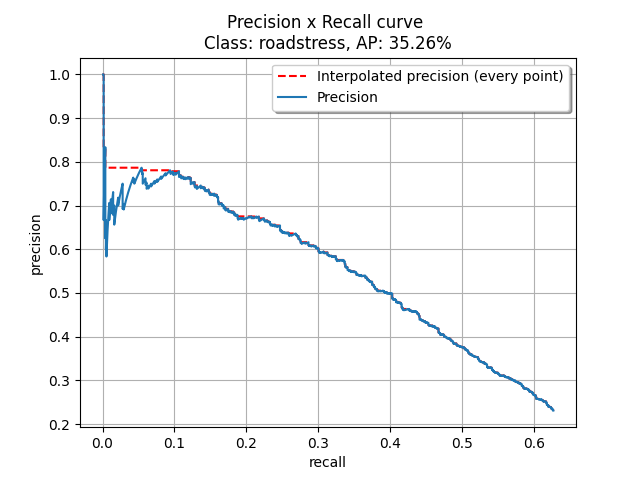 Precision x Recall curve
Class: roadstress, AP: 35.26%
Interpolated precision (every point)
Precision
precision
1.0
0.9
0.8
0.7
0.6
0.5
0.4
0.3
0.2
0.0 0.1 0.2 0.3 0.4 0.5 0.6
recall